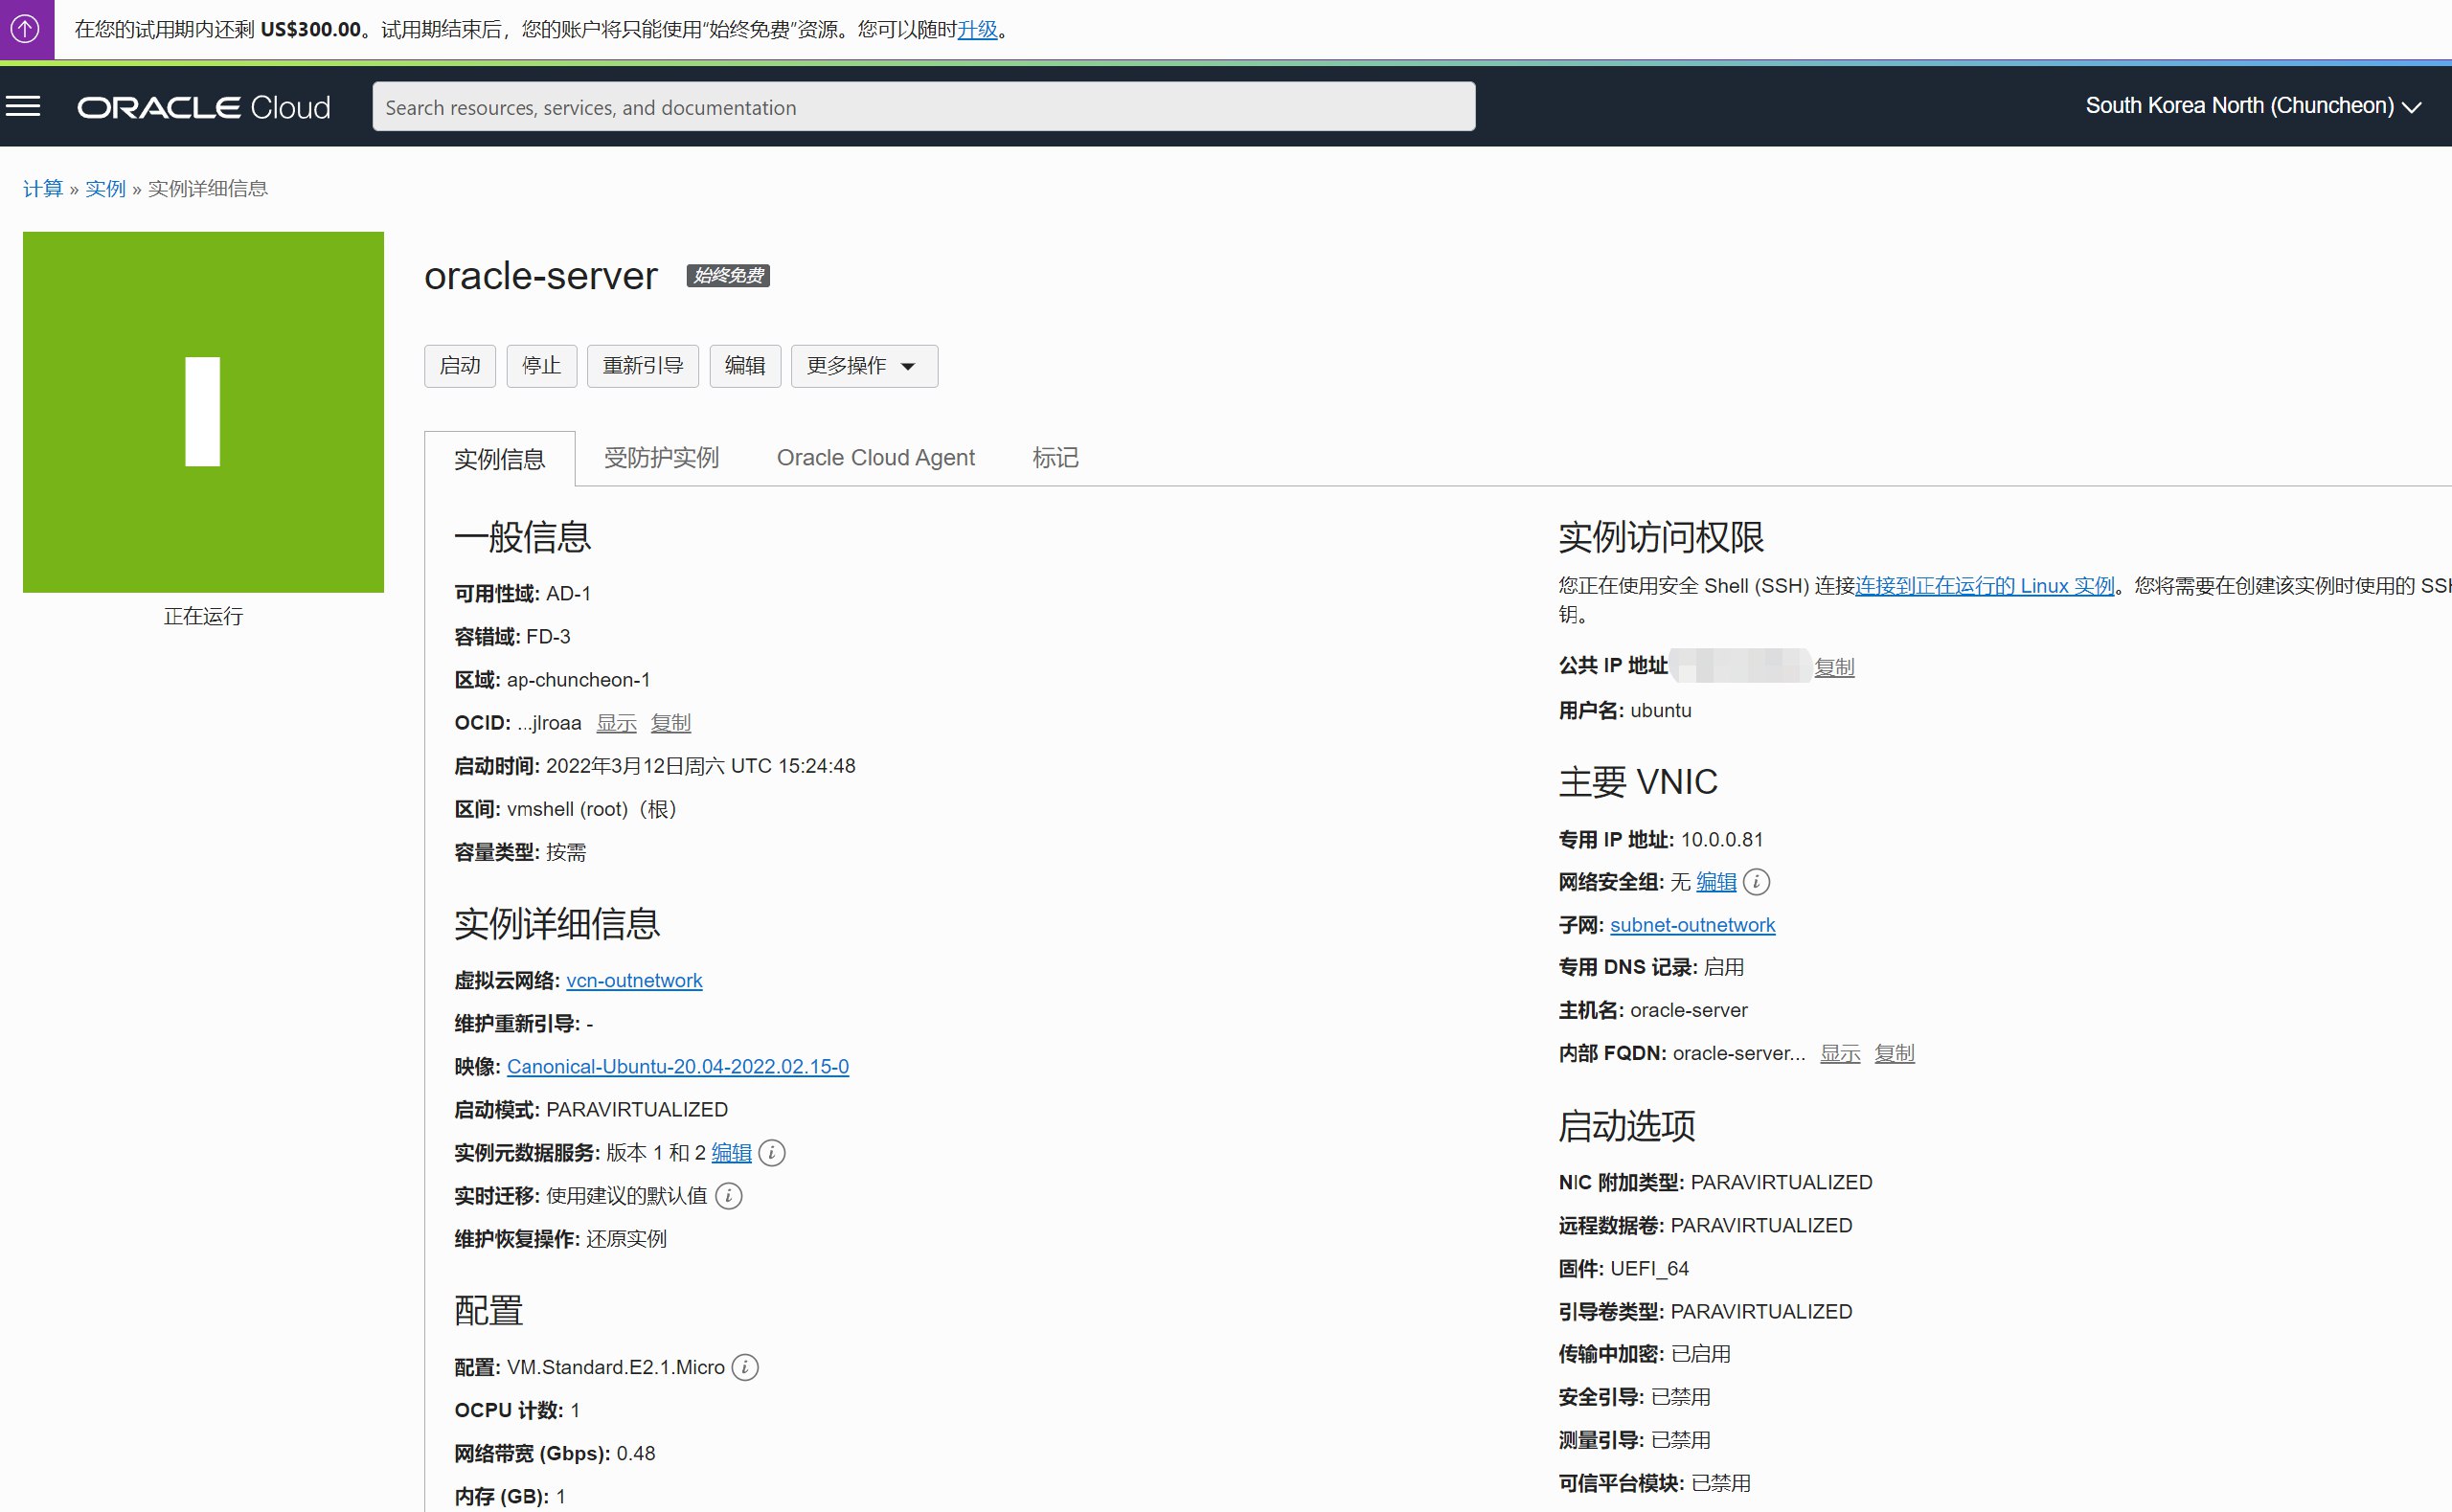 在您的试用期内还剩 US$300.00。试用期结束后，您的账户将只能使用“始终免费”资源。您可以随时升级。
ORACLE Cloud
Search resources, services, and documentation
South Korea North (Chuncheon)
计算 » 实例 » 实例详细信息
oracle-server 始终免费
启动 停止 重新引导 编辑 更多操作
正在运行
实例信息 受防护实例 Oracle Cloud Agent 标记
一般信息
可用性域: AD-1
容错域: FD-3
区域: ap-chuncheon-1
OCID: ...jlroaa 显示 复制
启动时间: 2022年3月12日周六 UTC 15:24:48
区间: vmshell (root)（根）
容量类型: 按需
实例详细信息
虚拟云网络: vcn-outnetwork
维护重新引导: -
映像: Canonical-Ubuntu-20.04-2022.02.15-0
启动模式: PARAVIRTUALIZED
实例元数据服务: 版本 1 和 2 编辑
实时迁移: 使用建议的默认值
维护恢复操作: 还原实例
配置
配置: VM.Standard.E2.1.Micro
OCPU 计数: 1
网络带宽 (Gbps): 0.48
内存 (GB): 1
实例访问权限
您正在使用安全 Shell (SSH) 连接连接到正在运行的 Linux 实例。您将需要在创建该实例时使用的
钥。
公共 IP 地址 复制
用户名: ubuntu
主要 VNIC
专用 IP 地址: 10.0.0.81
网络安全组: 无 编辑
子网: subnet-outnetwork
专用 DNS 记录: 启用
主机名: oracle-server
内部 FQDN: oracle-server... 显示 复制
启动选项
NIC 附加类型: PARAVIRTUALIZED
远程数据卷: PARAVIRTUALIZED
固件: UEFI_64
引导卷类型: PARAVIRTUALIZED
传输中加密: 已启用
安全引导: 已禁用
测量引导: 已禁用
可信平台模块: 已禁用